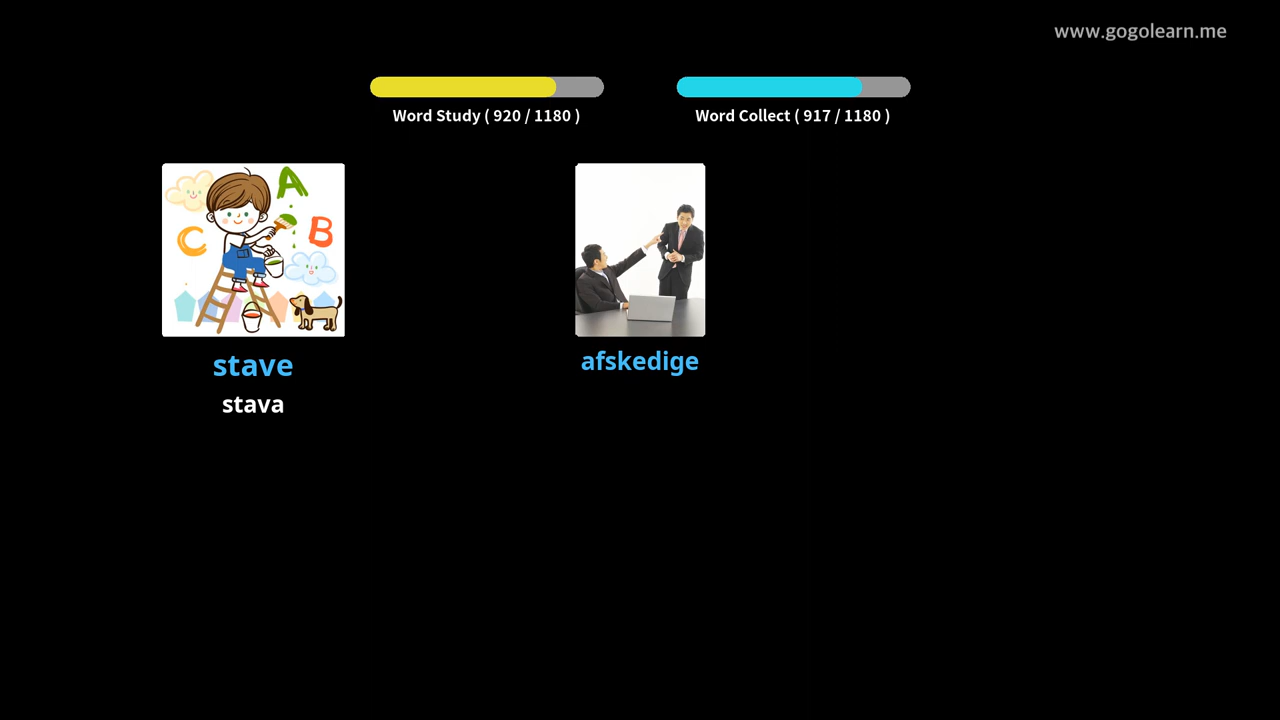 www.gogolearn.me
Word Study ( 920 / 1180 )
Word Collect ( 917 / 1180 )
A
B
C
stave
stava
afskedige